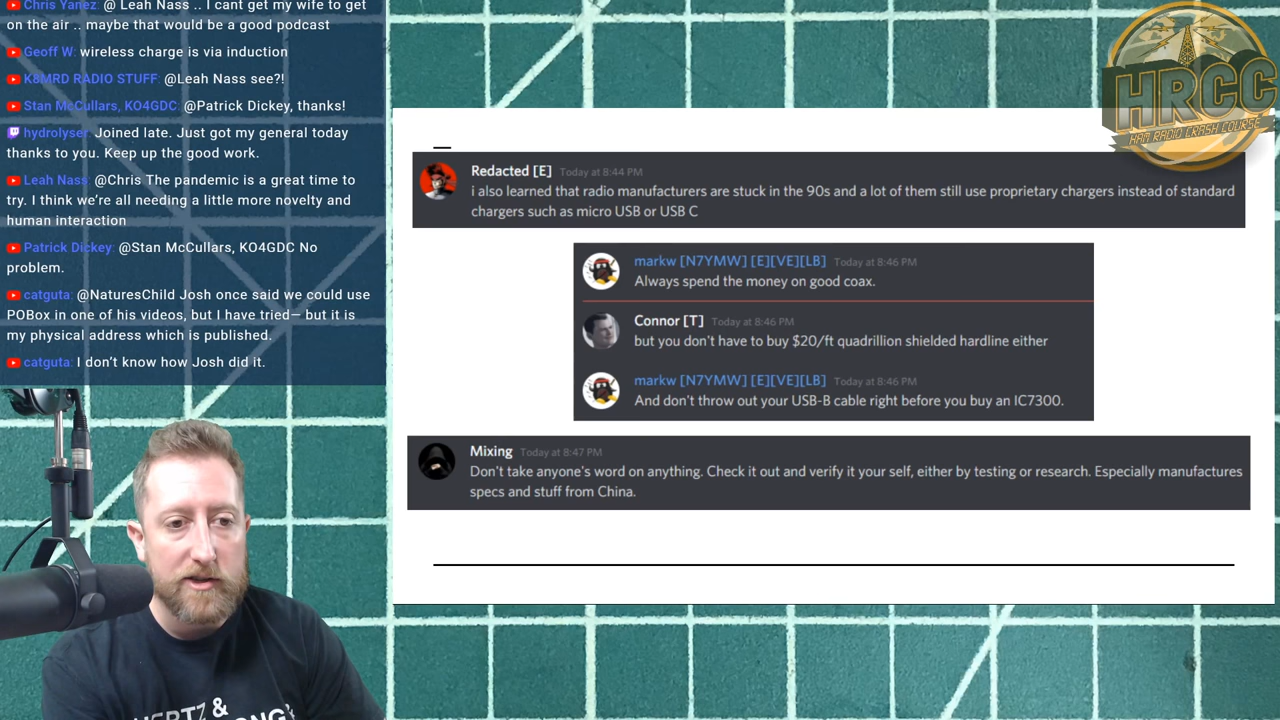 Chris Yanez: @ Leah Nass .. I cant get my wife to get
on the air .. maybe that would be a good podcast
Geoff W: wireless charge is via induction
K8MRD RADIO STUFF: @Leah Nass see?!
Stan McCullars, KO4GDC: @Patrick Dickey, thanks!
hydrolyser: Joined late. Just got my general today
thanks to you. Keep up the good work.
Leah Nass: @Chris The pandemic is a great time to
try. I think we're all needing a little more novelty and
human interaction
Patrick Dickey: @Stan McCullars, KO4GDC No
problem.
catguta: @NaturesChild Josh once said we could use
POBox in one of his videos, but I have tried— but it is
my physical address which is published.
catguta: I don't know how Josh did it.
HRCC
HAM RADIO CRASH COURSE
Redacted [E] Today at 8:44 PM
i also learned that radio manufacturers are stuck in the 90s and a lot of them still use proprietary chargers instead of standard
chargers such as micro USB or USB C
markw [N7YMW] [E][VE][LB] Today at 8:46 PM
Always spend the money on good coax.
Connor [T] Today at 8:46 PM
but you don't have to buy $20/ft quadrillion shielded hardline either
markw [N7YMW] [E][VE][LB] Today at 8:46 PM
And don't throw out your USB-B cable right before you buy an IC7300.
Mixing Today at 8:47 PM
Don't take anyone's word on anything. Check it out and verify it your self, either by testing or research. Especially manufactures
specs and stuff from China.
HERTZ &